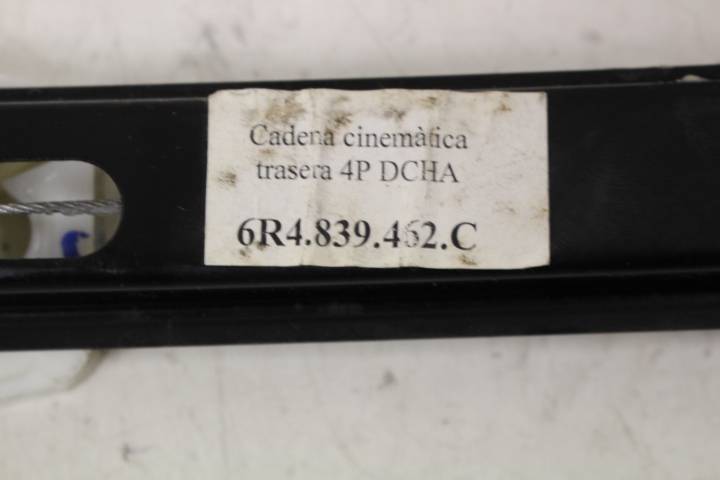 Cadena cinemàtica
trasera 4P DCHA
6R4.839.462.C